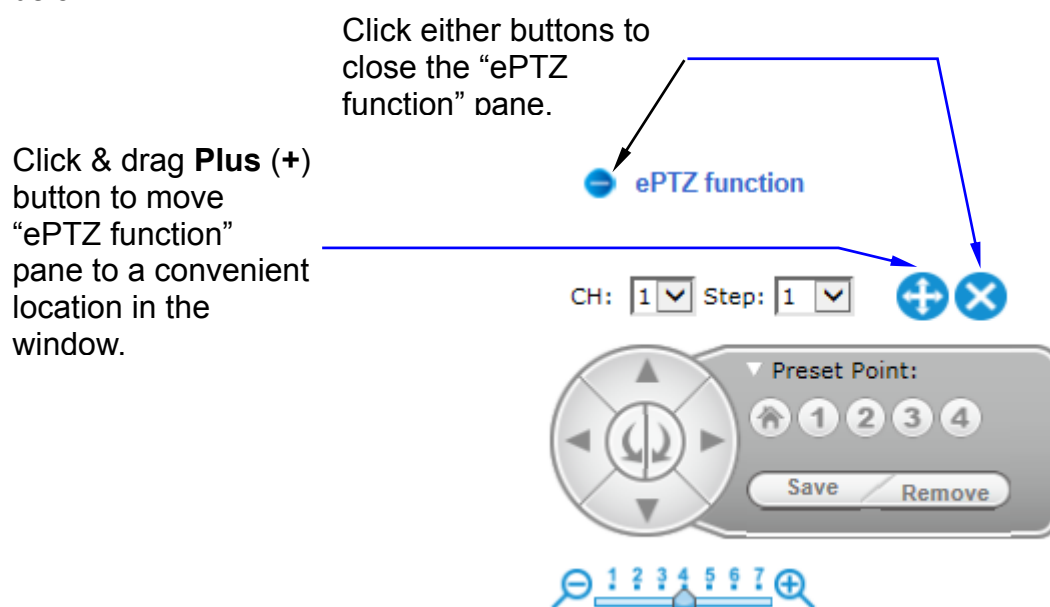 Click either buttons to
close the “ePTZ
function” pane.
Click & drag Plus (+)
button to move
“ePTZ function”
pane to a convenient
location in the
window.
ePTZ function
CH: 1 Step: 1
Preset Point:
1 2 3 4
Save Remove
1 2 3 4 5 6 7